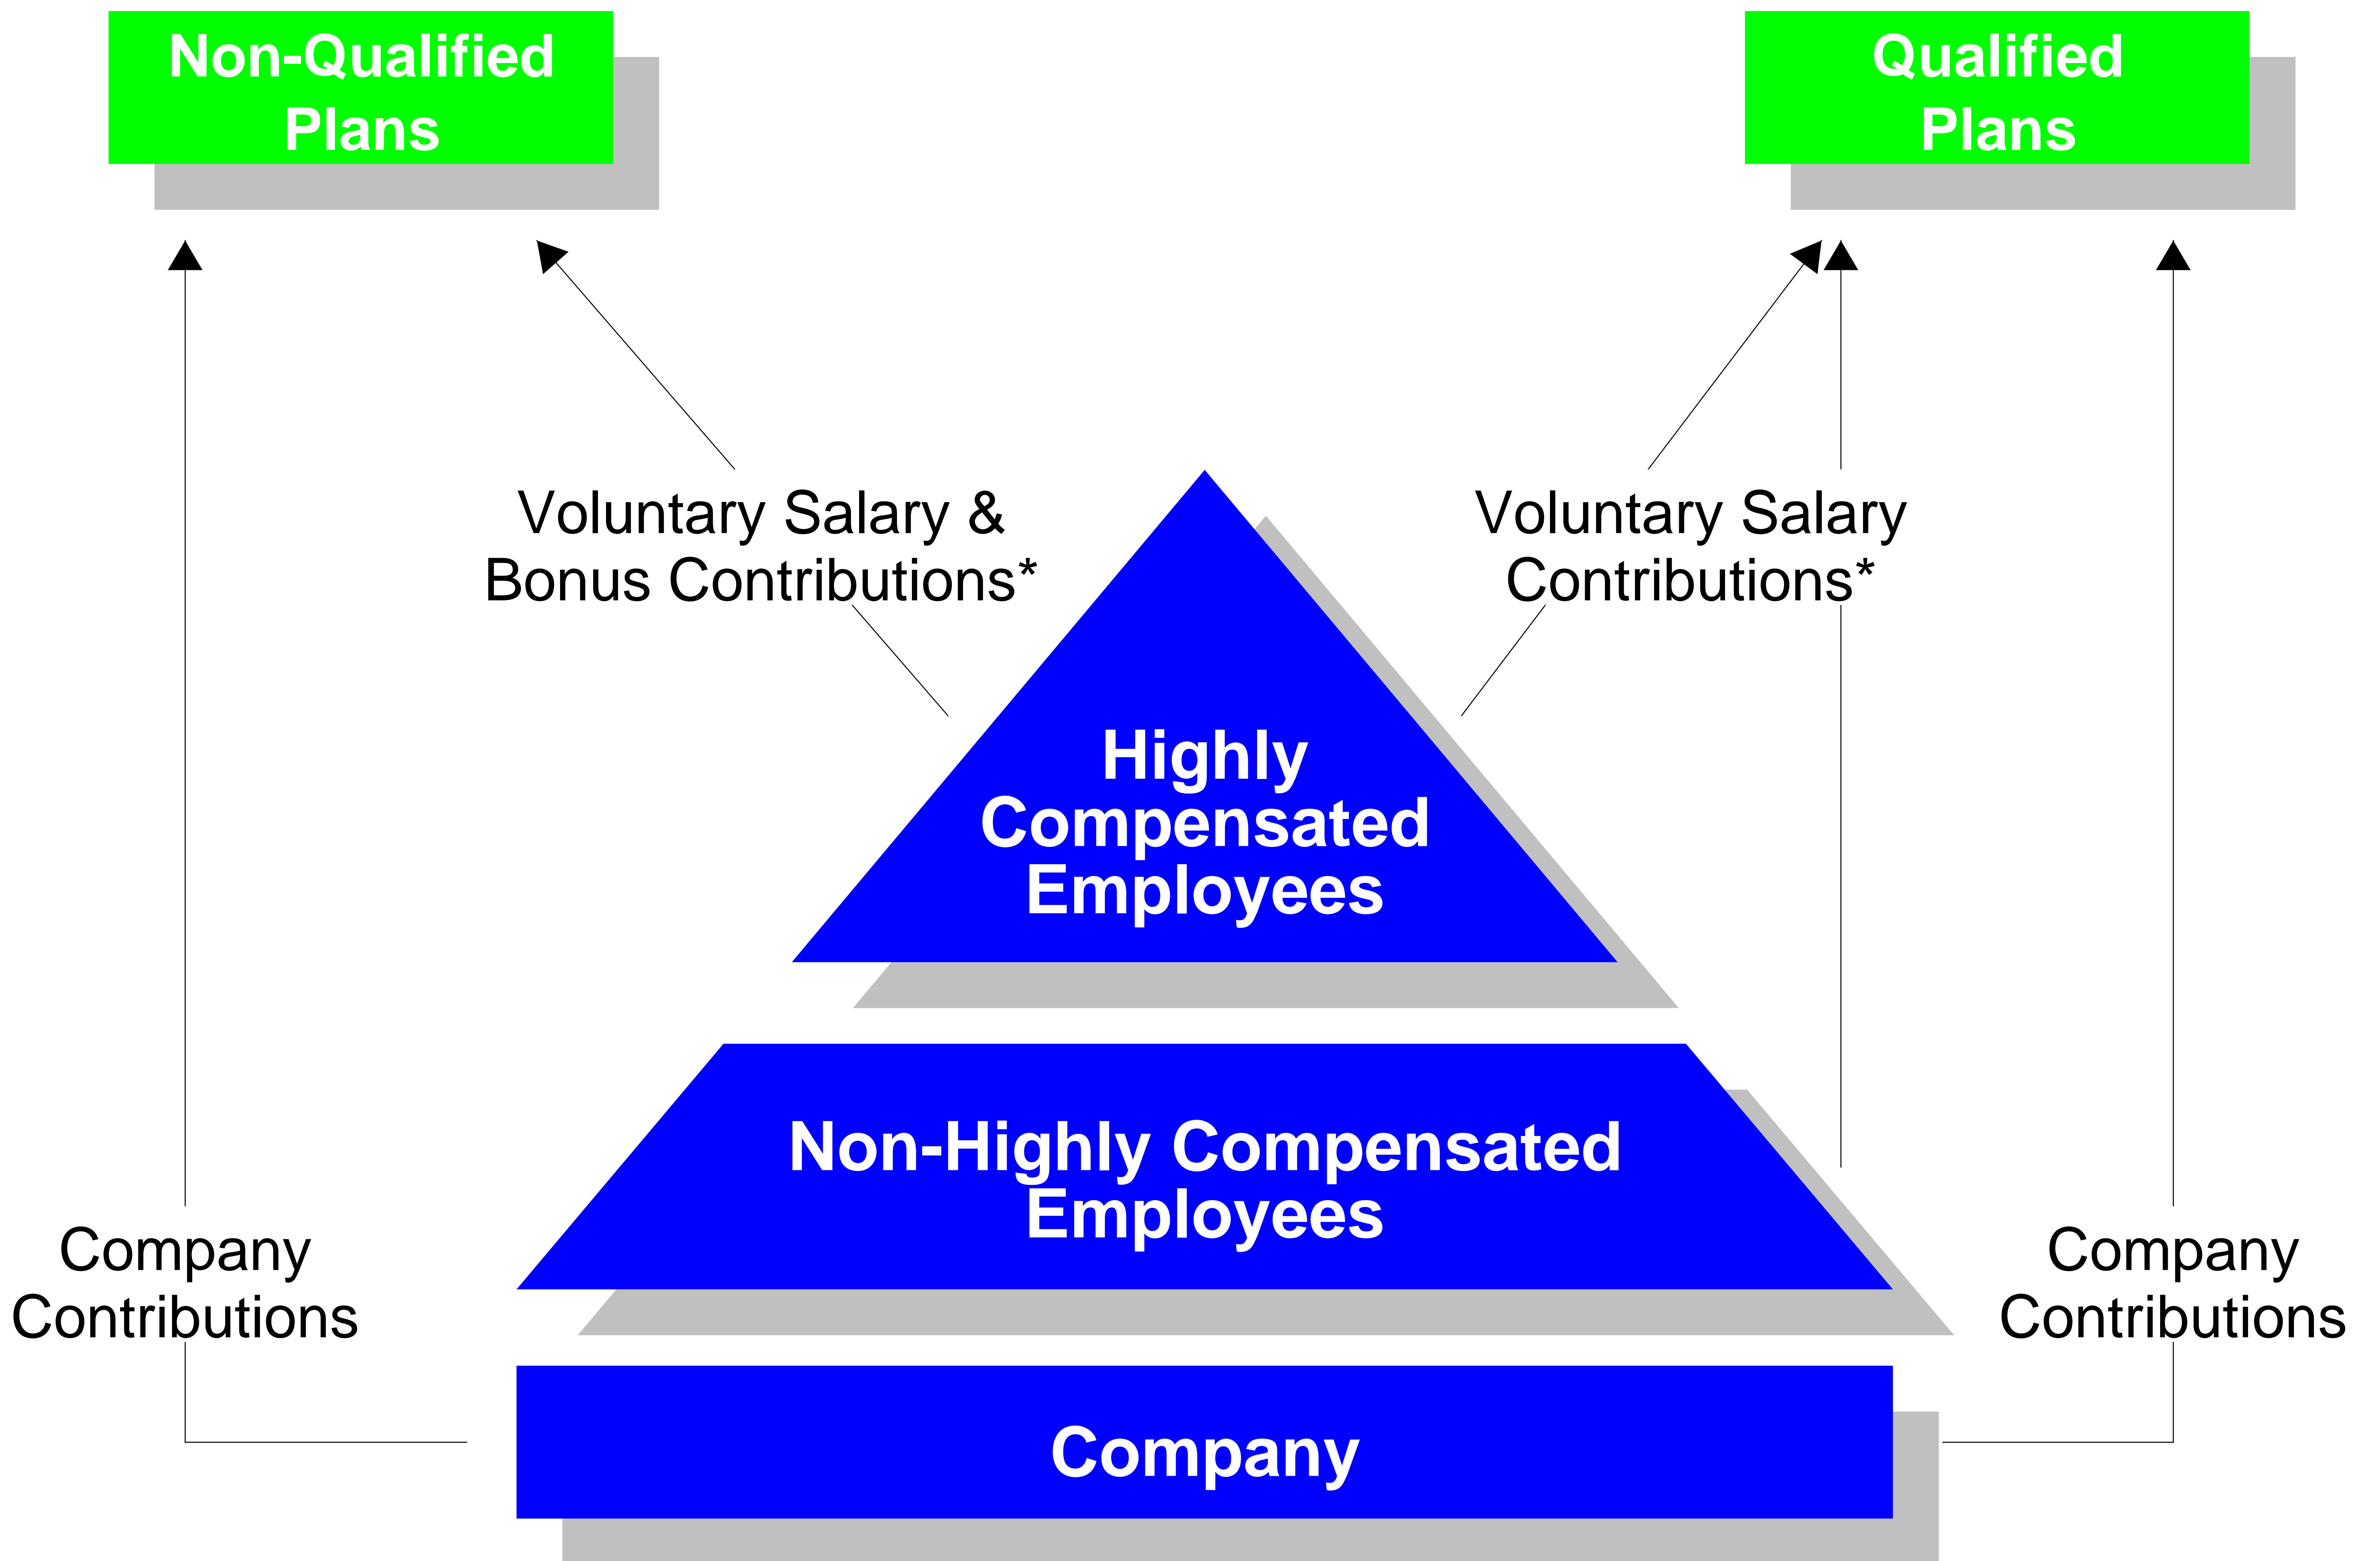 Non-Qualified
Plans
Qualified
Plans
Voluntary Salary &
Bonus Contributions*
Voluntary Salary
Contributions*
Highly
Compensated
Employees
Non-Highly Compensated
Employees
Company
Contributions
Company
Contributions
Company